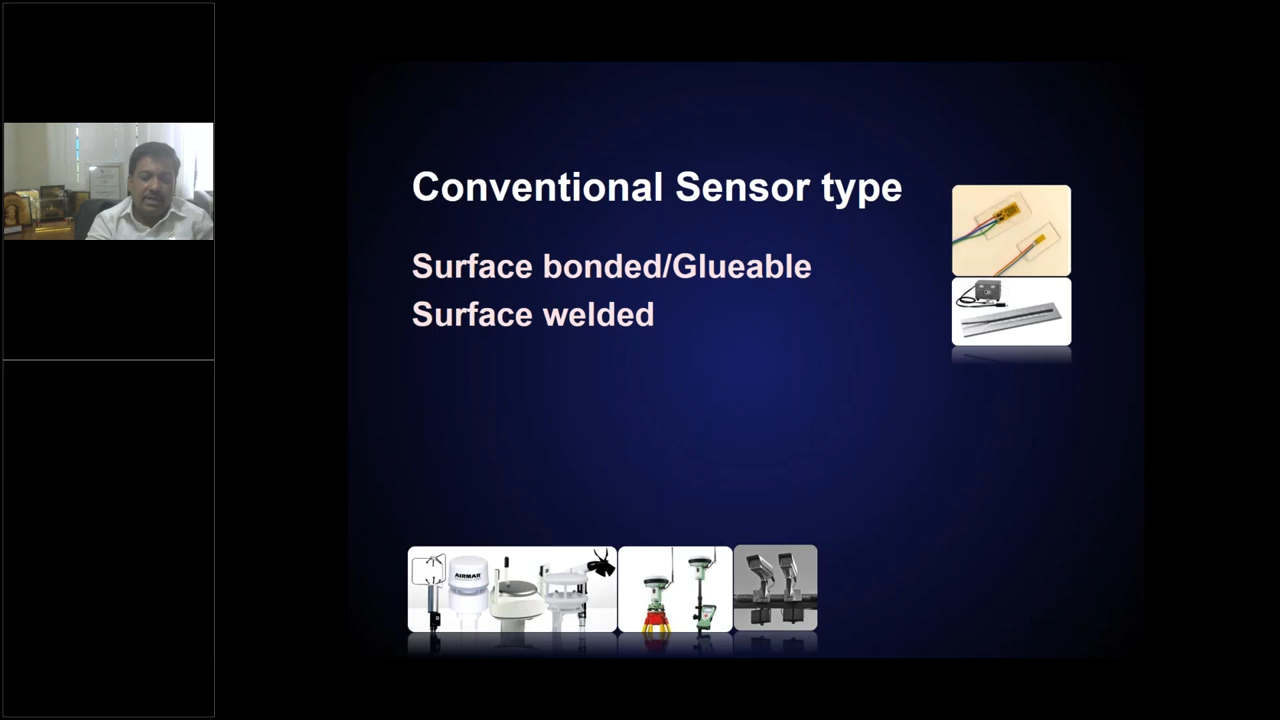 Conventional Sensor type
Surface bonded/Glueable
Surface welded
AIRMAR